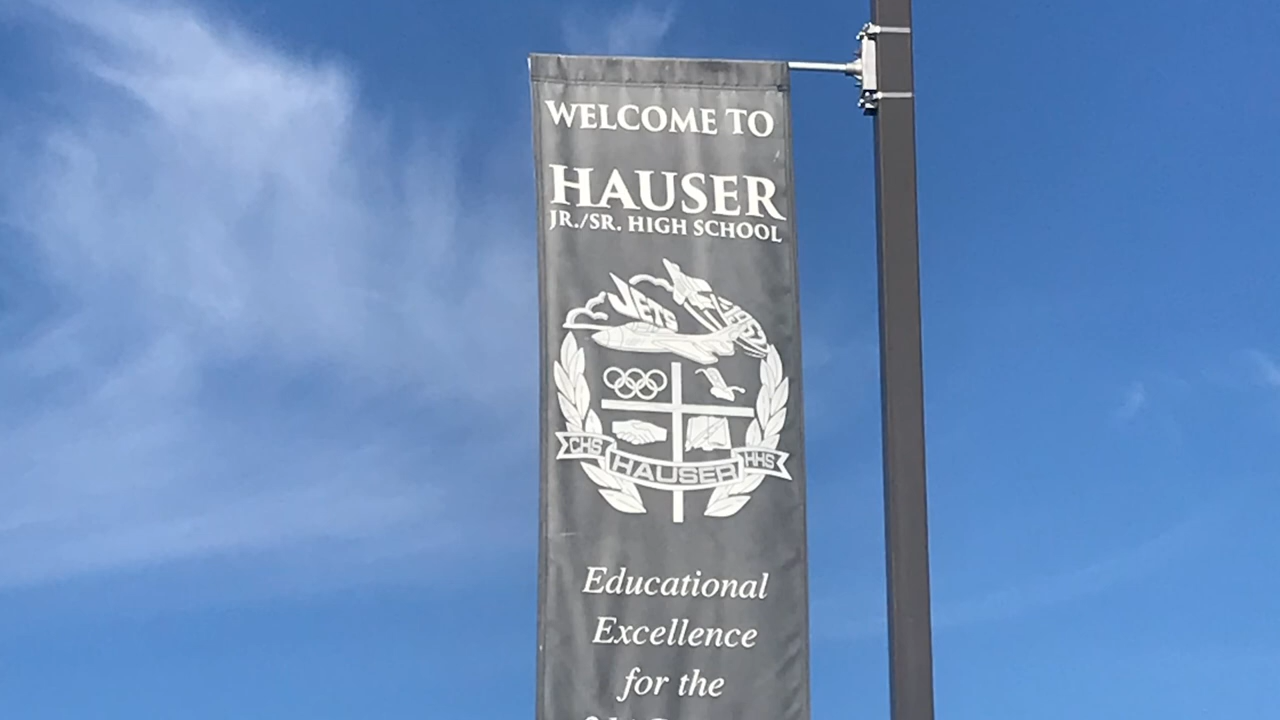 WELCOME TO
HAUSER
JR./SR. HIGH SCHOOL
JETS
CHS
HAUSER
HHS
Educational
Excellence
for the